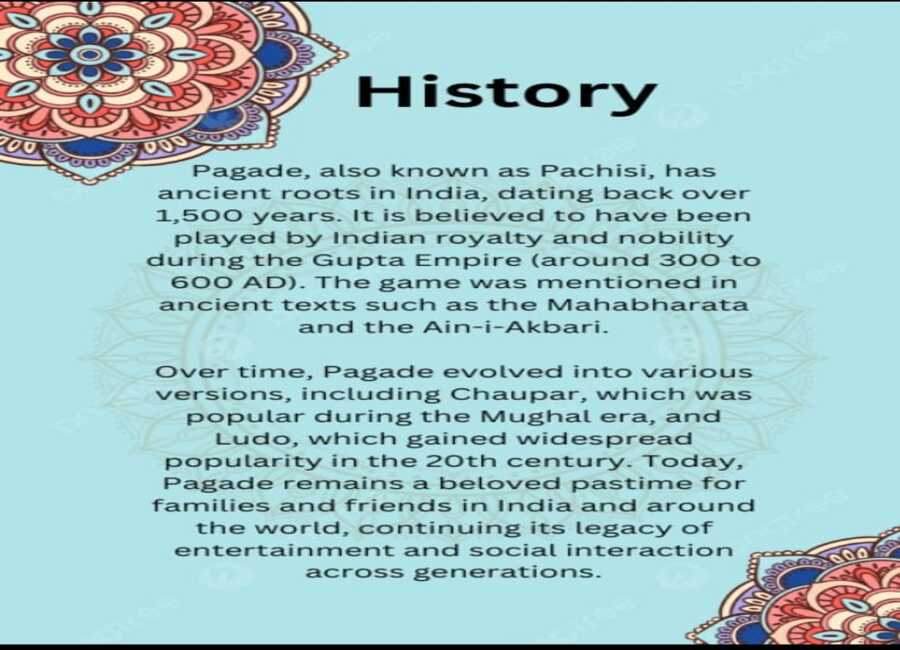 History
Pagade, also known as Pachisi, has
ancient roots in India, dating back over
1,500 years. It is believed to have been
played by Indian royalty and nobility
during the Gupta Empire (around 300 to
600 AD). The game was mentioned in
ancient texts such as the Mahabharata
and the Ain-i-Akbari.
Over time, Pagade evolved into various
versions, including Chaupar, which was
popular during the Mughal era, and
Ludo, which gained widespread
popularity in the 20th century. Today,
Pagade remains a beloved pastime for
families and friends in India and around
the world, continuing its legacy of
entertainment and social interaction
across generations.